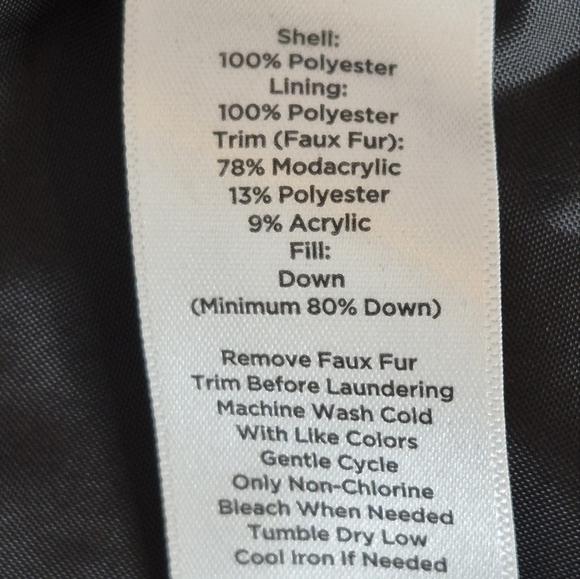 Shell:
100% Polyester
Lining:
100% Polyester
Trim (Faux Fur):
78% Modacrylic
13% Polyester
9% Acrylic
Fill:
Down
(Minimum 80% Down)
Remove Faux Fur
Trim Before Laundering
Machine Wash Cold
With Like Colors
Gentle Cycle
Only Non-Chlorine
Bleach When Needed
Tumble Dry Low
Cool Iron If Needed